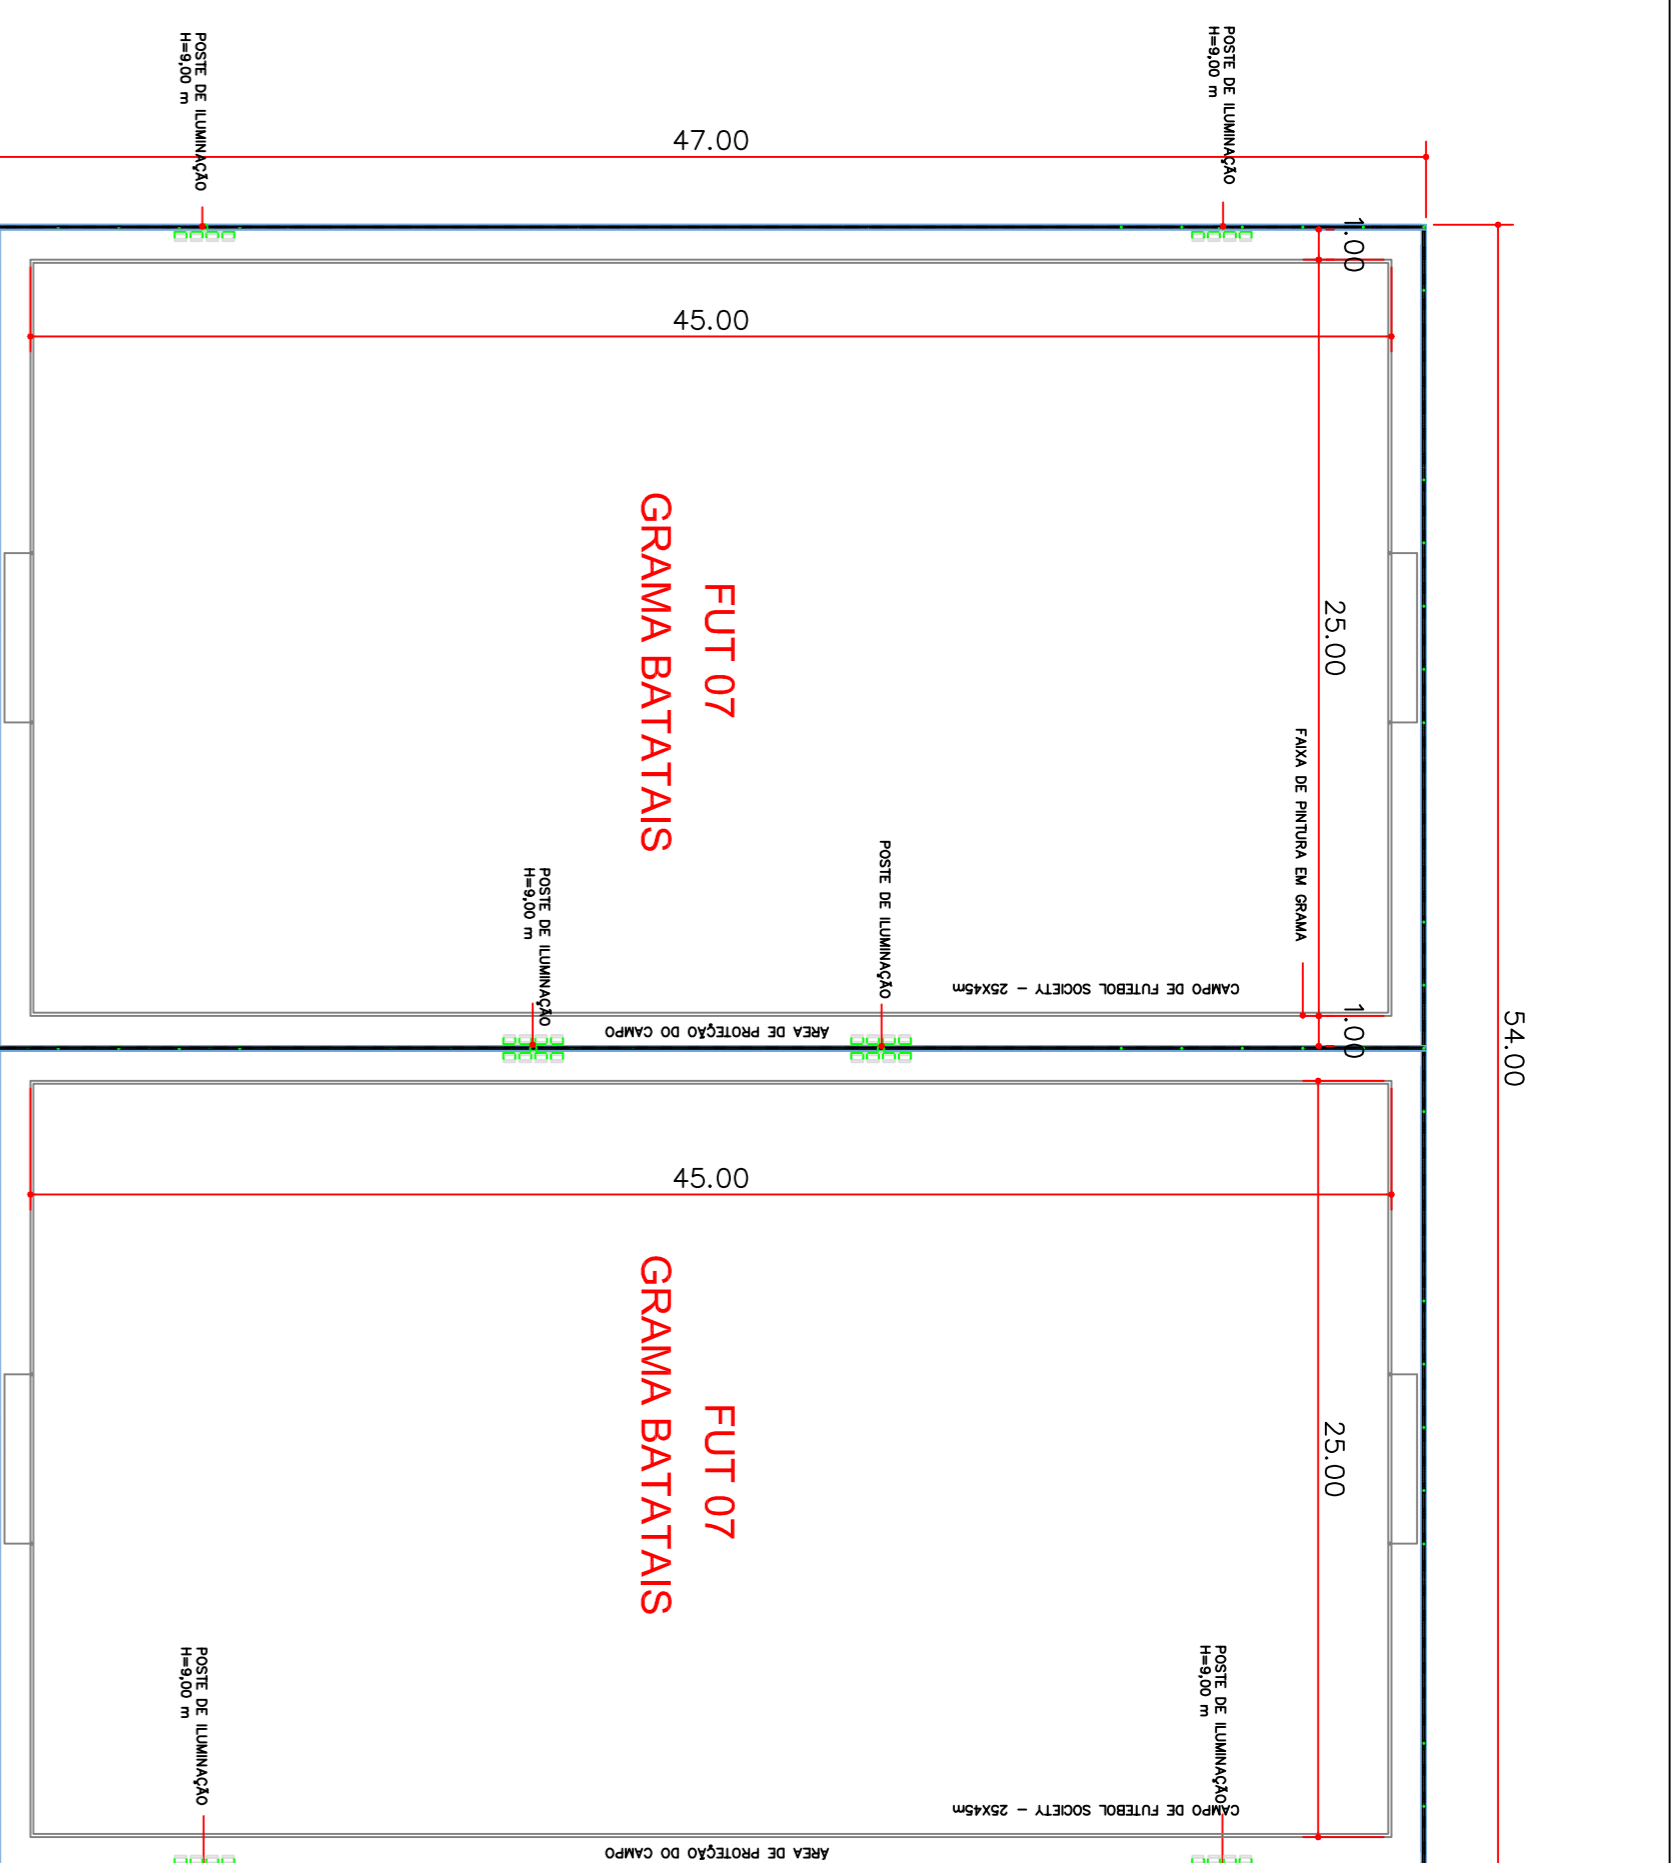 POSTE DE ILUMINAÇÃO
H=9,00 m
POSTE DE ILUMINAÇÃO
H=9,00 m
47.00
1.00
45.00
25.00
FUT 07
GRAMA BATATAIS
FAIXA DE PINTURA EM GRAMA
POSTE DE ILUMINAÇÃO
H=9,00 m
POSTE DE ILUMINAÇÃO
CAMPO DE FUTEBOL SOCIETY - 25X45m
ÁREA DE PROTEÇÃO DO CAMPO
1.00
54.00
45.00
25.00
FUT 07
GRAMA BATATAIS
POSTE DE ILUMINAÇÃO
H=9,00 m
POSTE DE ILUMINAÇÃO
H=9,00 m
CAMPO DE FUTEBOL SOCIETY - 25X45m
ÁREA DE PROTEÇÃO DO CAMPO